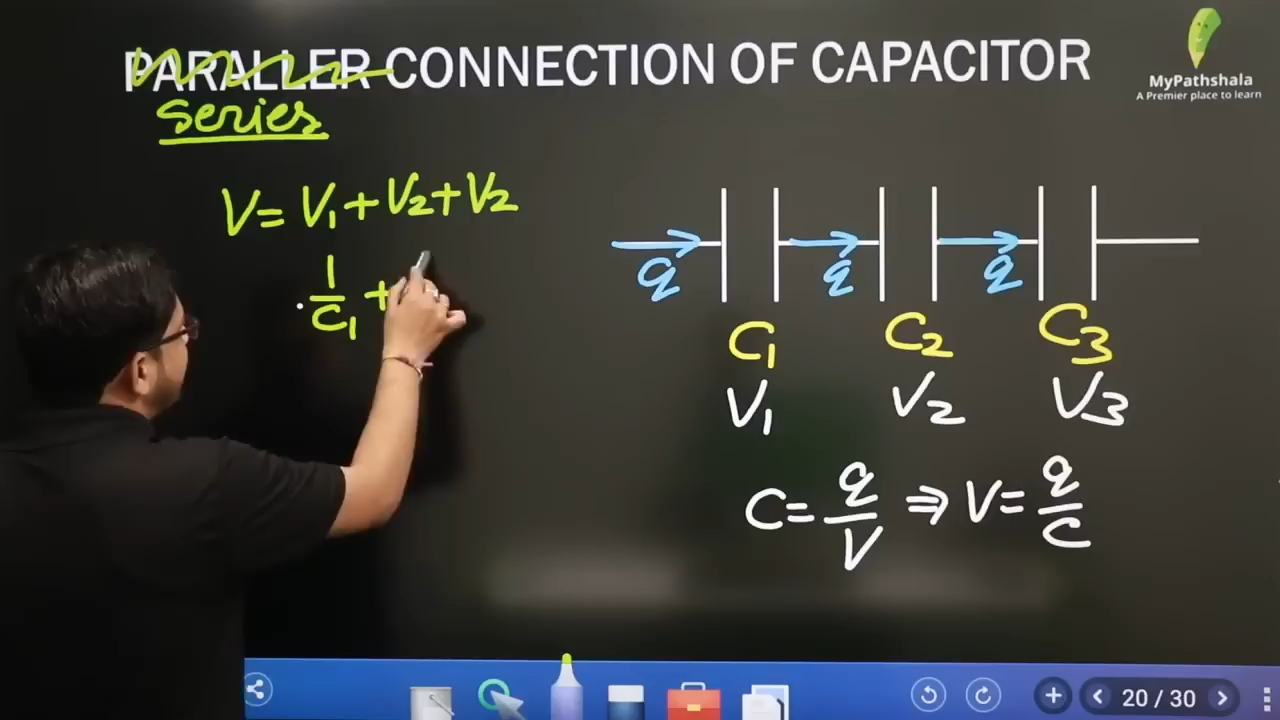 PARALLER CONNECTION OF CAPACITOR
Series
MyPathshala
A Premier place to learn
V = V₁ + V₂ + V₂
1/C₁ +
q q q
C₁ C₂ C₃
V₁ V₂ V₃
C = q/V ⇒ V = q/C
20 / 30